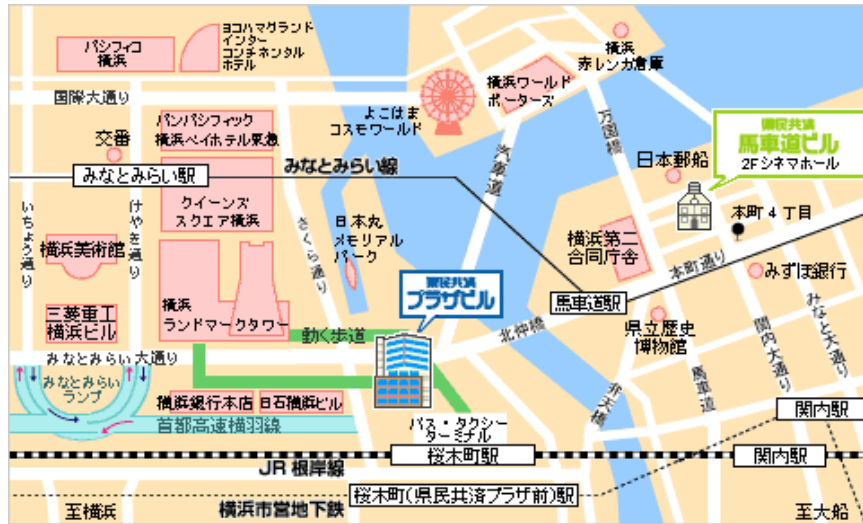 パシフィコ
横浜
ヨコハマグランド
インター
コンチネンタル
ホテル
横浜
赤レンガ倉庫
横浜ワールド
ポーターズ
国際大通り
よこはま
コスモワールド
パンパシフィック
横浜ベイホテル東急
交番
万国橋
汽車道
県民共済
馬車道ビル
2Fシネマホール
日本郵船
みなとみらい線
みなとみらい駅
いちょう通り
けやき通り
クイーンズ
スクエア横浜
さくら通り
日本丸
メモリアル
パーク
本町4丁目
横浜第二
合同庁舎
本町通り
横浜美術館
みずほ銀行
県民共済
プラザビル
馬車道駅
三菱重工
横浜ビル
横浜
ランドマークタワー
動く歩道
北仲橋
県立歴史
博物館
関内大通り
みなと大通り
みなとみらい大通り
みなとみらい
ランプ
馬車道
横浜銀行本店
日石横浜ビル
バス・タクシー
ターミナル
首都高速横羽線
関内駅
桜木町駅
関内駅
JR根岸線
桜木町(県民共済プラザ前)駅
至横浜
横浜市営地下鉄
至大船